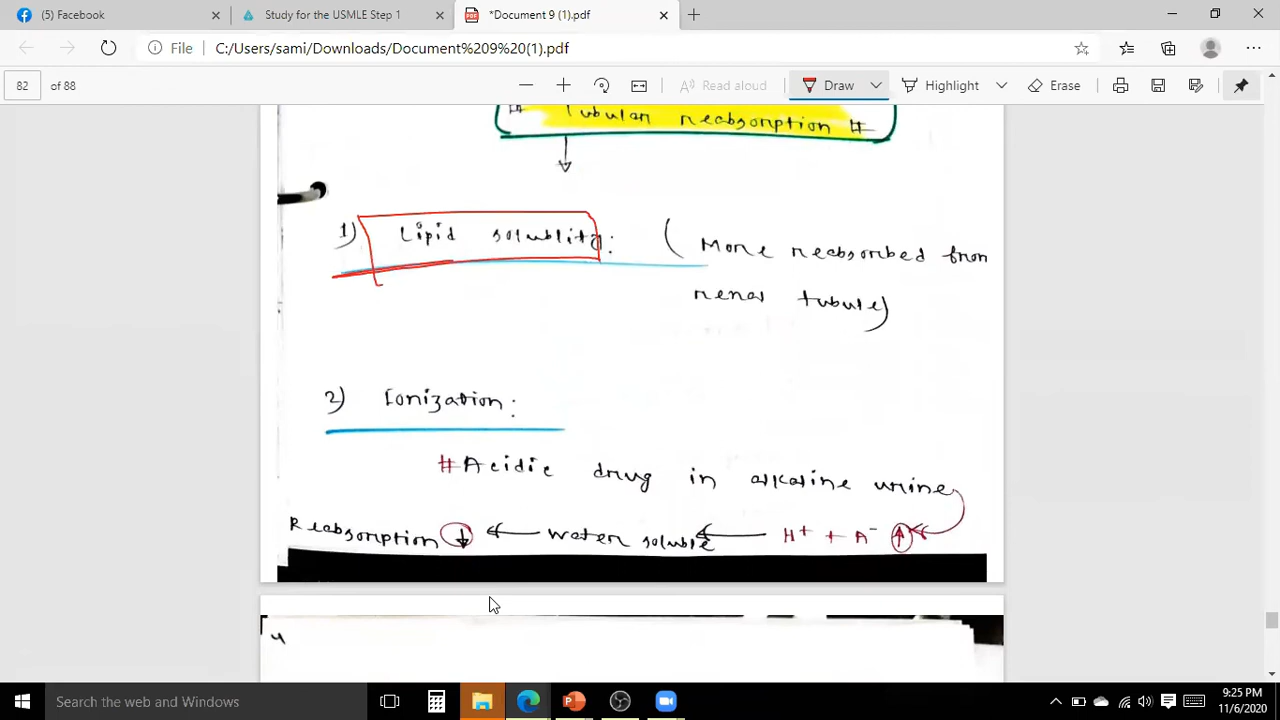 (5) Facebook
Study for the USMLE Step 1
*Document 9 (1).pdf
File
C:/Users/sami/Downloads/Document%209%20(1).pdf
82 of 88
Read aloud
Draw
Highlight
Erase
# Tubular reabsorption #
1) Lipid solublity: (More reabsorbed from
renal tubule)
2) Ionization:
# Acidic drug in alkaline urine
Reabsorption ↓ ← Water soluble ← H+ + A- ↑
4
Search the web and Windows
9:25 PM
11/6/2020